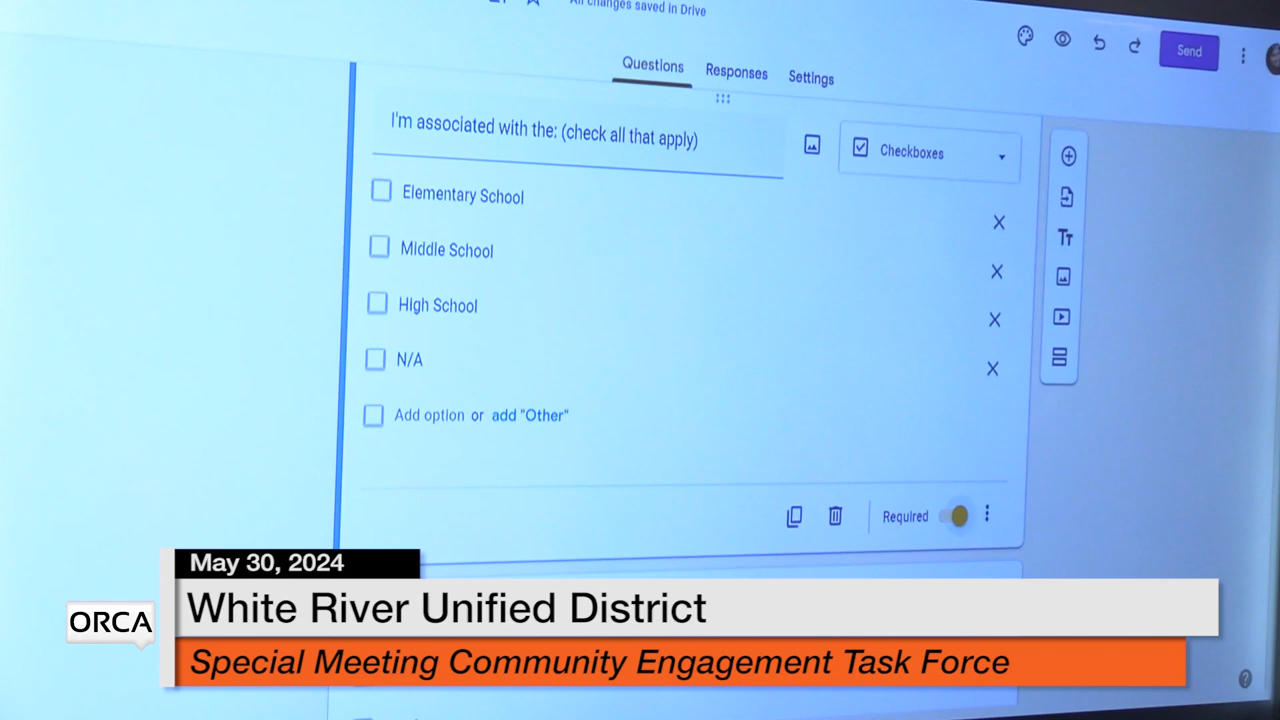 All changes saved in Drive
Send
Questions Responses Settings
I'm associated with the: (check all that apply)
Checkboxes
Elementary School
Middle School
High School
N/A
Add option or add "Other"
Tт
Required
May 30, 2024
White River Unified District
ORCA
Special Meeting Community Engagement Task Force